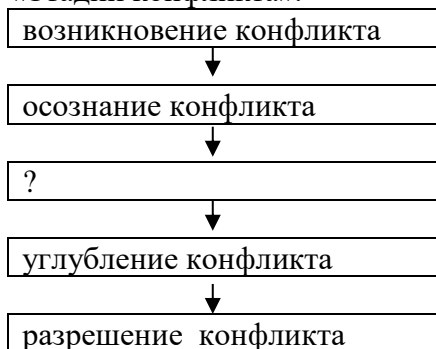 возникновение конфликта
осознание конфликта
?
углубление конфликта
разрешение конфликта